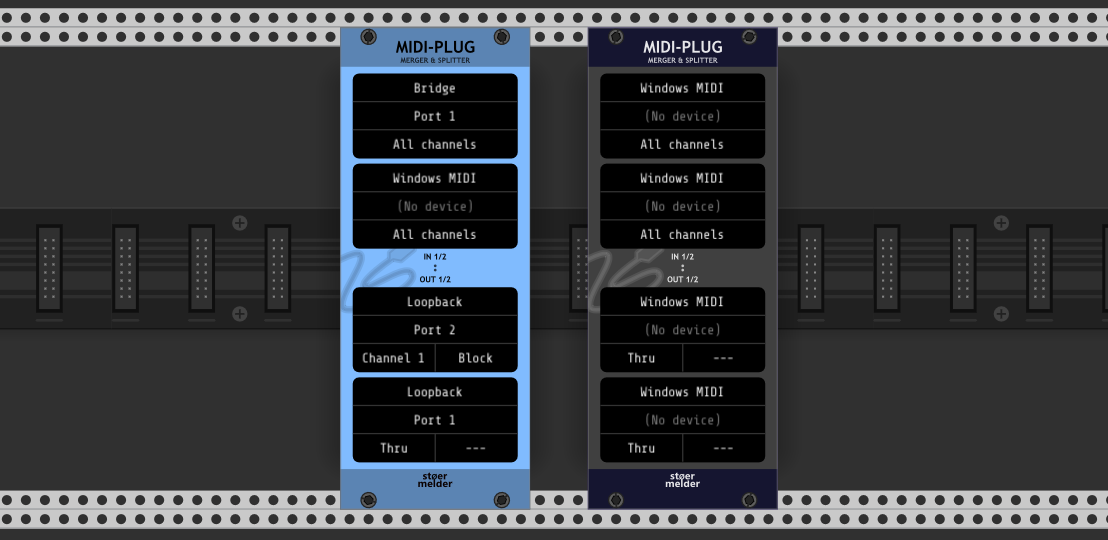 MIDI-PLUG
MERGER & SPLITTER
Bridge
Port 1
All channels
Windows MIDI
(No device)
All channels
IN 1/2
:
OUT 1/2
Loopback
Port 2
Channel 1 Block
Loopback
Port 1
Thru ---
støer
melder
MIDI-PLUG
MERGER & SPLITTER
Windows MIDI
(No device)
All channels
Windows MIDI
(No device)
All channels
IN 1/2
:
OUT 1/2
Windows MIDI
(No device)
Thru ---
Windows MIDI
(No device)
Thru ---
støer
melder